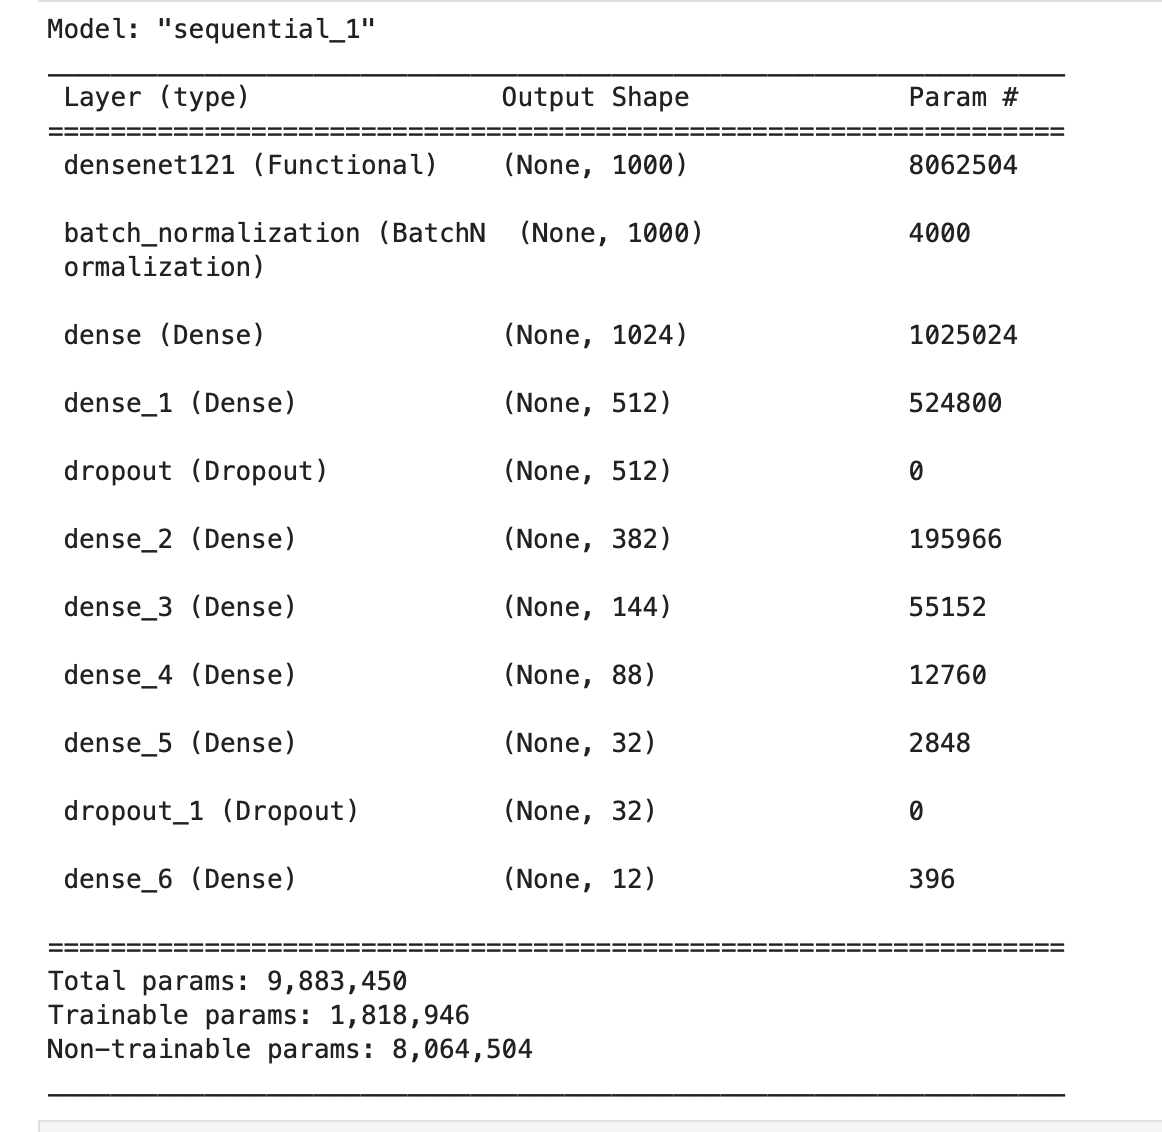 Model: "sequential_1"
Layer (type) Output Shape Param #
densenet121 (Functional) (None, 1000) 8062504
batch_normalization (BatchN (None, 1000) 4000
ormalization)
dense (Dense) (None, 1024) 1025024
dense_1 (Dense) (None, 512) 524800
dropout (Dropout) (None, 512) 0
dense_2 (Dense) (None, 382) 195966
dense_3 (Dense) (None, 144) 55152
dense_4 (Dense) (None, 88) 12760
dense_5 (Dense) (None, 32) 2848
dropout_1 (Dropout) (None, 32) 0
dense_6 (Dense) (None, 12) 396
Total params: 9,883,450
Trainable params: 1,818,946
Non-trainable params: 8,064,504